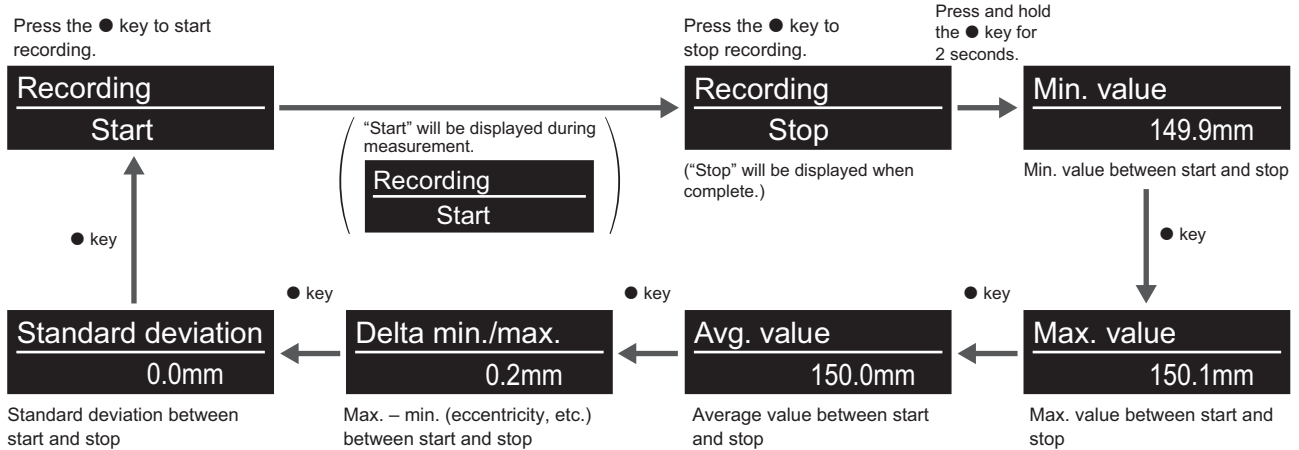 Press the ● key to start
recording.
Recording
Start
“Start” will be displayed during
measurement.
Recording
Start
Press the ● key to
stop recording.
Recording
Stop
(“Stop” will be displayed when
complete.)
Press and hold
the ● key for
2 seconds.
Min. value
149.9mm
Min. value between start and stop
● key
Max. value
150.1mm
Max. value between start and
stop
● key
Avg. value
150.0mm
Average value between start
and stop
● key
Delta min./max.
0.2mm
Max. – min. (eccentricity, etc.)
between start and stop
● key
Standard deviation
0.0mm
Standard deviation between
start and stop
● key